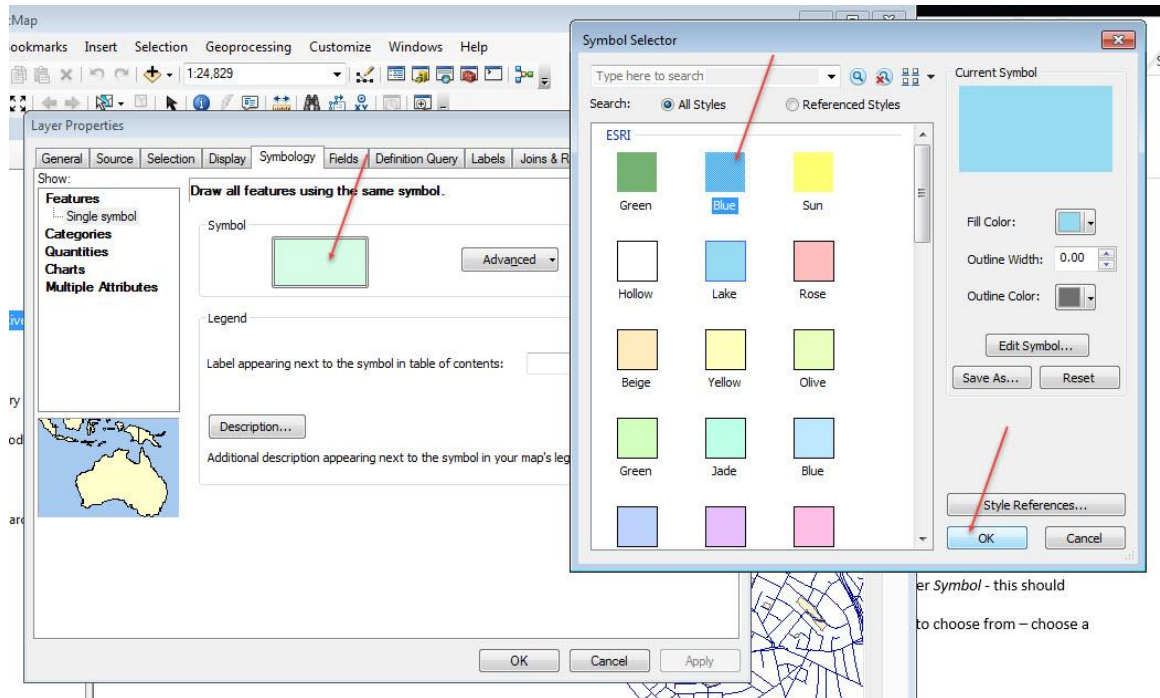 cMap
ookmarks Insert Selection Geoprocessing Customize Windows Help
1:24,829
Layer Properties
General Source Selection Display Symbology Fields Definition Query Labels Joins & R
Show:
Features
Single symbol
Categories
Quantities
Charts
Multiple Attributes
Draw all features using the same symbol.
Symbol
Advanced
Legend
Label appearing next to the symbol in table of contents:
Description...
Additional description appearing next to the symbol in your map's leg
OK Cancel Apply
ry
od
Symbol Selector
Type here to search
Search: All Styles Referenced Styles
ESRI
Green Blue Sun
Hollow Lake Rose
Beige Yellow Olive
Green Jade Blue
Current Symbol
Fill Color:
Outline Width: 0.00
Outline Color:
Edit Symbol...
Save As... Reset
Style References...
OK Cancel
er Symbol - this should
to choose from – choose a